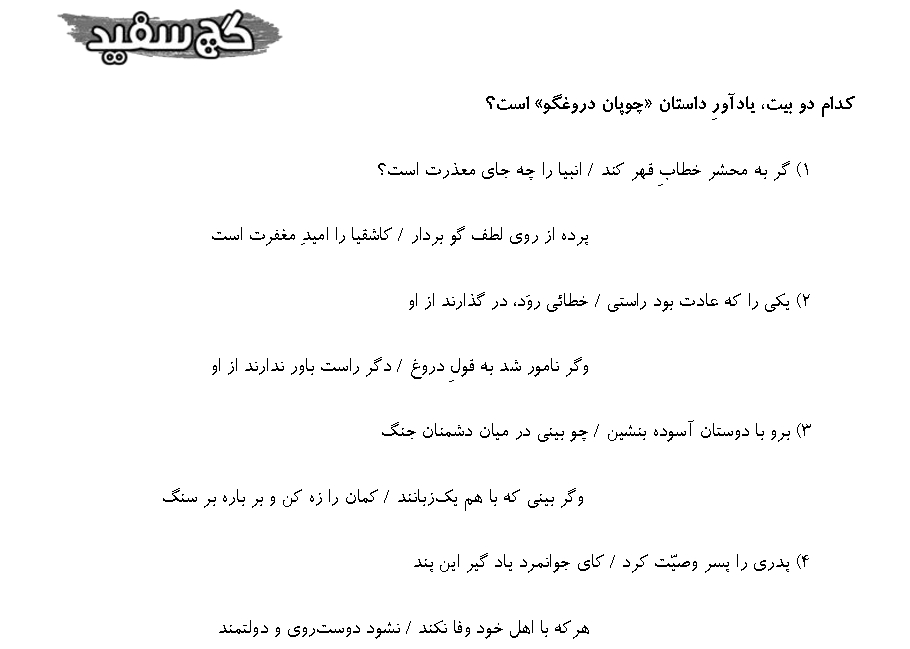 گچ سفید
کدام دو بیت، یادآورِ داستان «چوپان دروغگو» است؟
۱) گر به محشر خطابِ قهر کند / انبیا را چه جای معذرت است؟
پرده از روی لطف گو بردار / کاشقیا را امیدِ مغفرت است
۲) یکی را که عادت بود راستی / خطائی روَد، در گذارند از او
وگر نامور شد به قولِ دروغ / دگر راست باور ندارند از او
۳) برو با دوستان آسوده بنشین / چو بینی در میان دشمنان جنگ
وگر بینی که با هم یک‌زبانند / کمان را زه کن و بر باره بر سنگ
۴) پدری را پسر وصیّت کرد / کای جوانمرد یاد گیر این پند
هرکه با اهل خود وفا نکند / نشود دوست‌روی و دولتمند